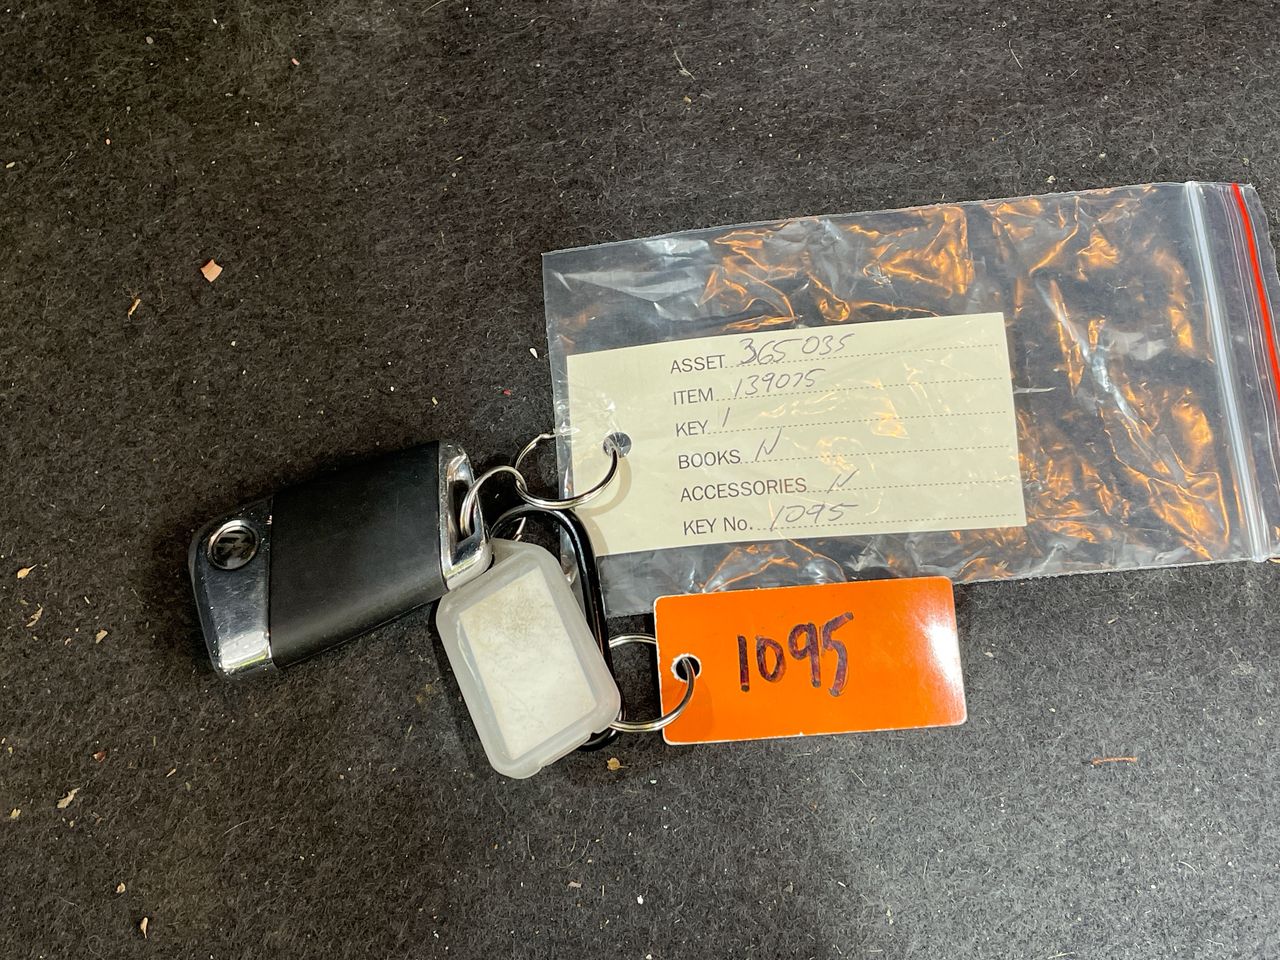 ASSET 365035
ITEM 139075
KEY 1
BOOKS N
ACCESSORIES N
KEY No. 1095
1095